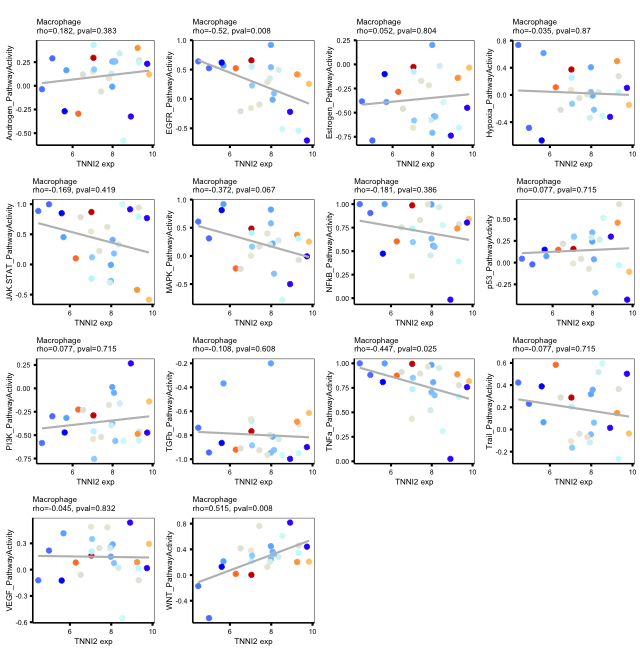 Macrophage
rho=0.182, pval=0.383
Androgen_PathwayActivity
0.25
0.00
-0.25
-0.50
6
8
10
TNNI2 exp
Macrophage
rho=-0.52, pval=0.008
EGFR_PathwayActivity
1.0
0.5
0.0
-0.5
6
8
10
TNNI2 exp
Macrophage
rho=0.052, pval=0.804
Estrogen_PathwayActivity
0.25
0.00
-0.25
-0.50
-0.75
6
8
10
TNNI2 exp
Macrophage
rho=-0.035, pval=0.87
Hypoxia_PathwayActivity
0.8
0.4
0.0
-0.4
6
8
10
TNNI2 exp
Macrophage
rho=-0.169, pval=0.419
JAK-STAT_PathwayActivity
1.0
0.5
0.0
-0.5
6
8
10
TNNI2 exp
Macrophage
rho=-0.372, pval=0.067
MAPK_PathwayActivity
1.0
0.5
0.0
-0.5
6
8
10
TNNI2 exp
Macrophage
rho=-0.181, pval=0.386
NFkB_PathwayActivity
1.00
0.75
0.50
0.25
0.00
6
8
10
TNNI2 exp
Macrophage
rho=0.077, pval=0.715
p53_PathwayActivity
0.50
0.25
0.00
-0.25
6
8
10
TNNI2 exp
Macrophage
rho=0.077, pval=0.715
PI3K_PathwayActivity
0.25
0.00
-0.25
-0.50
-0.75
6
8
10
TNNI2 exp
Macrophage
rho=-0.108, pval=0.608
TGFb_PathwayActivity
-0.2
-0.4
-0.6
-0.8
-1.0
6
8
10
TNNI2 exp
Macrophage
rho=-0.447, pval=0.025
TNFa_PathwayActivity
1.00
0.75
0.50
0.25
0.00
6
8
10
TNNI2 exp
Macrophage
rho=-0.077, pval=0.715
Trail_PathwayActivity
0.6
0.4
0.2
0.0
-0.2
6
8
10
TNNI2 exp
Macrophage
rho=-0.045, pval=0.832
VEGF_PathwayActivity
0.4
0.0
-0.4
-0.6
6
8
10
TNNI2 exp
Macrophage
rho=0.515, pval=0.008
WNT_PathwayActivity
0.8
0.4
0.0
-0.4
6
8
10
TNNI2 exp